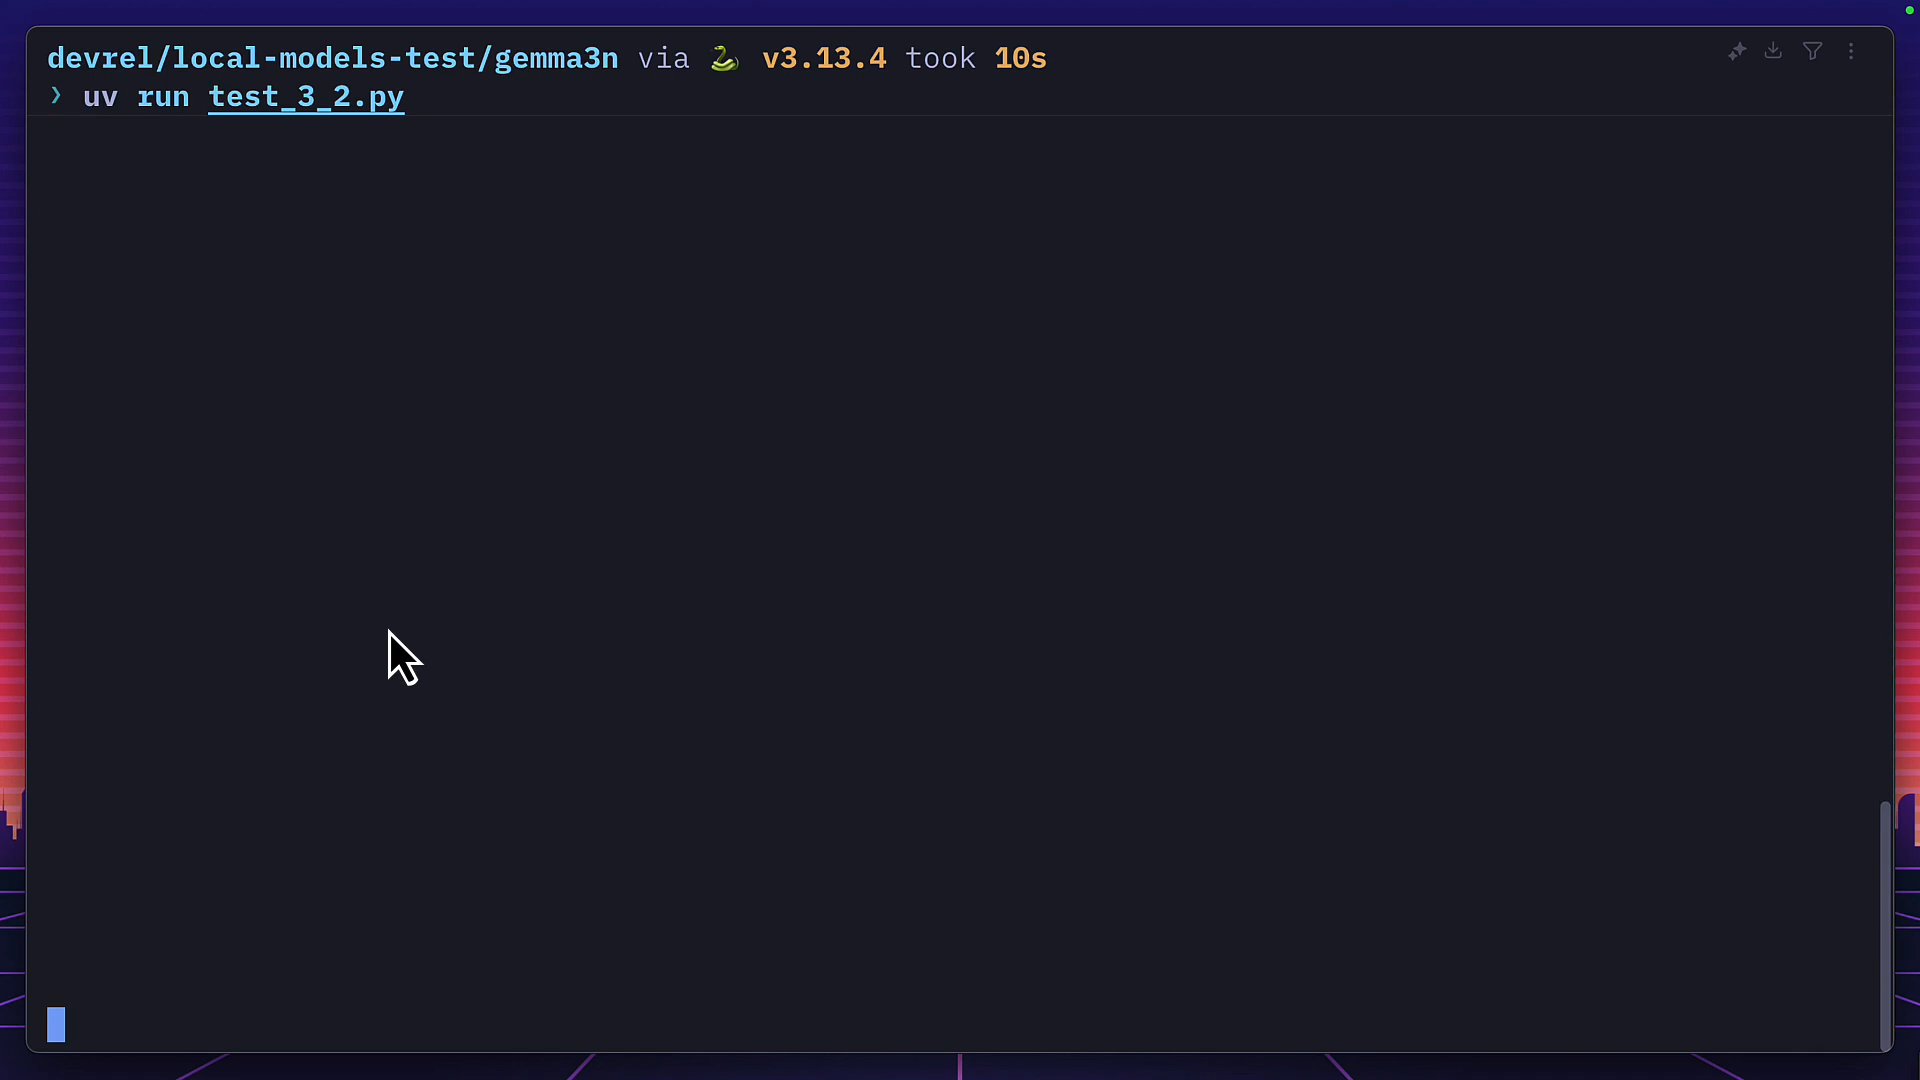 devrel/local-models-test/gemma3n via 🐍 v3.13.4 took 10s
❯ uv run test_3_2.py